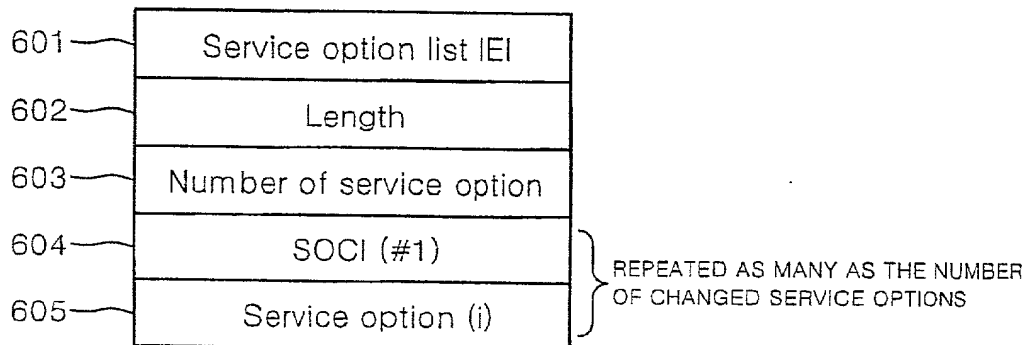 601 Service option list IEI
602 Length
603 Number of service option
604 SOCI (#1)
REPEATED AS MANY AS THE NUMBER
OF CHANGED SERVICE OPTIONS
605 Service option (i)